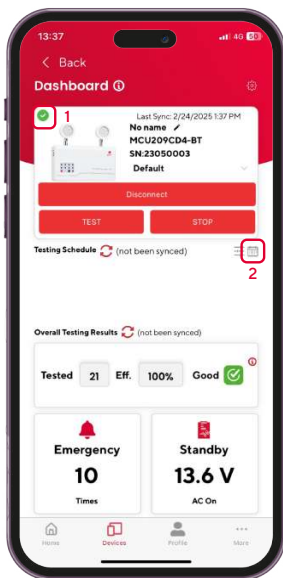 13:37
4G 50
Back
Dashboard
1
Last Sync: 2/24/2025 1:37 PM
No name
MCU209CD4-BT
SN:23050003
Default
Disconnect
TEST STOP
Testing Schedule (not been synced)
2
Overall Testing Results (not been synced)
Tested 21 Eff. 100% Good
Emergency Standby
10 13.6 V
Times AC On
Home Devices Profile More